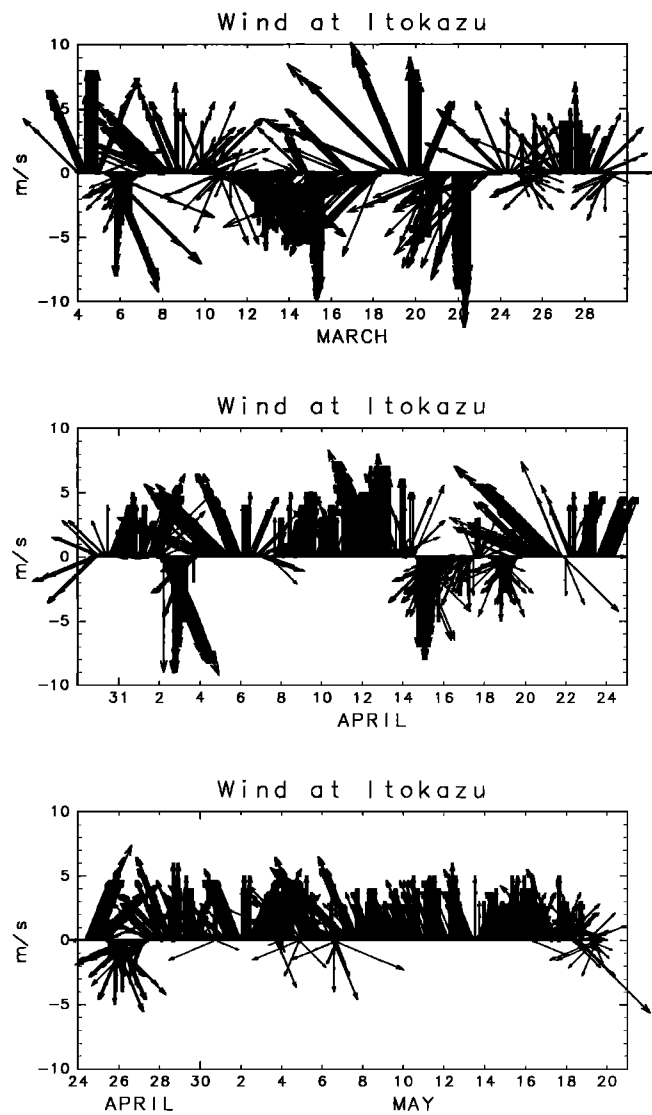 Wind at Itokazu
10
5
0
-5
-10
m/s
4 6 8 10 12 14 16 18 20 22 24 26 28
MARCH
Wind at Itokazu
10
5
0
-5
-10
m/s
31 2 4 6 8 10 12 14 16 18 20 22 24
APRIL
Wind at Itokazu
10
5
0
-5
-10
m/s
24 26 28 30 2 4 6 8 10 12 14 16 18 20
APRIL MAY